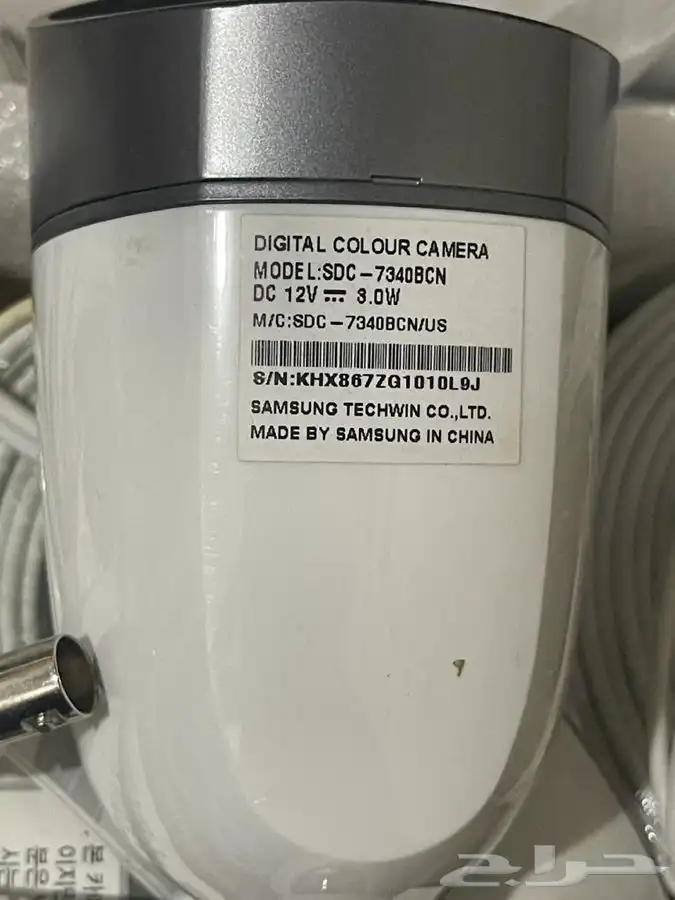 DIGITAL COLOUR CAMERA
MODEL:SDC-7340BCN
DC 12V ⎓ 3.0W
M/C:SDC-7340BCN/US
S/N:KHX867ZG1010L9J
SAMSUNG TECHWIN CO.,LTD.
MADE BY SAMSUNG IN CHINA
حراج